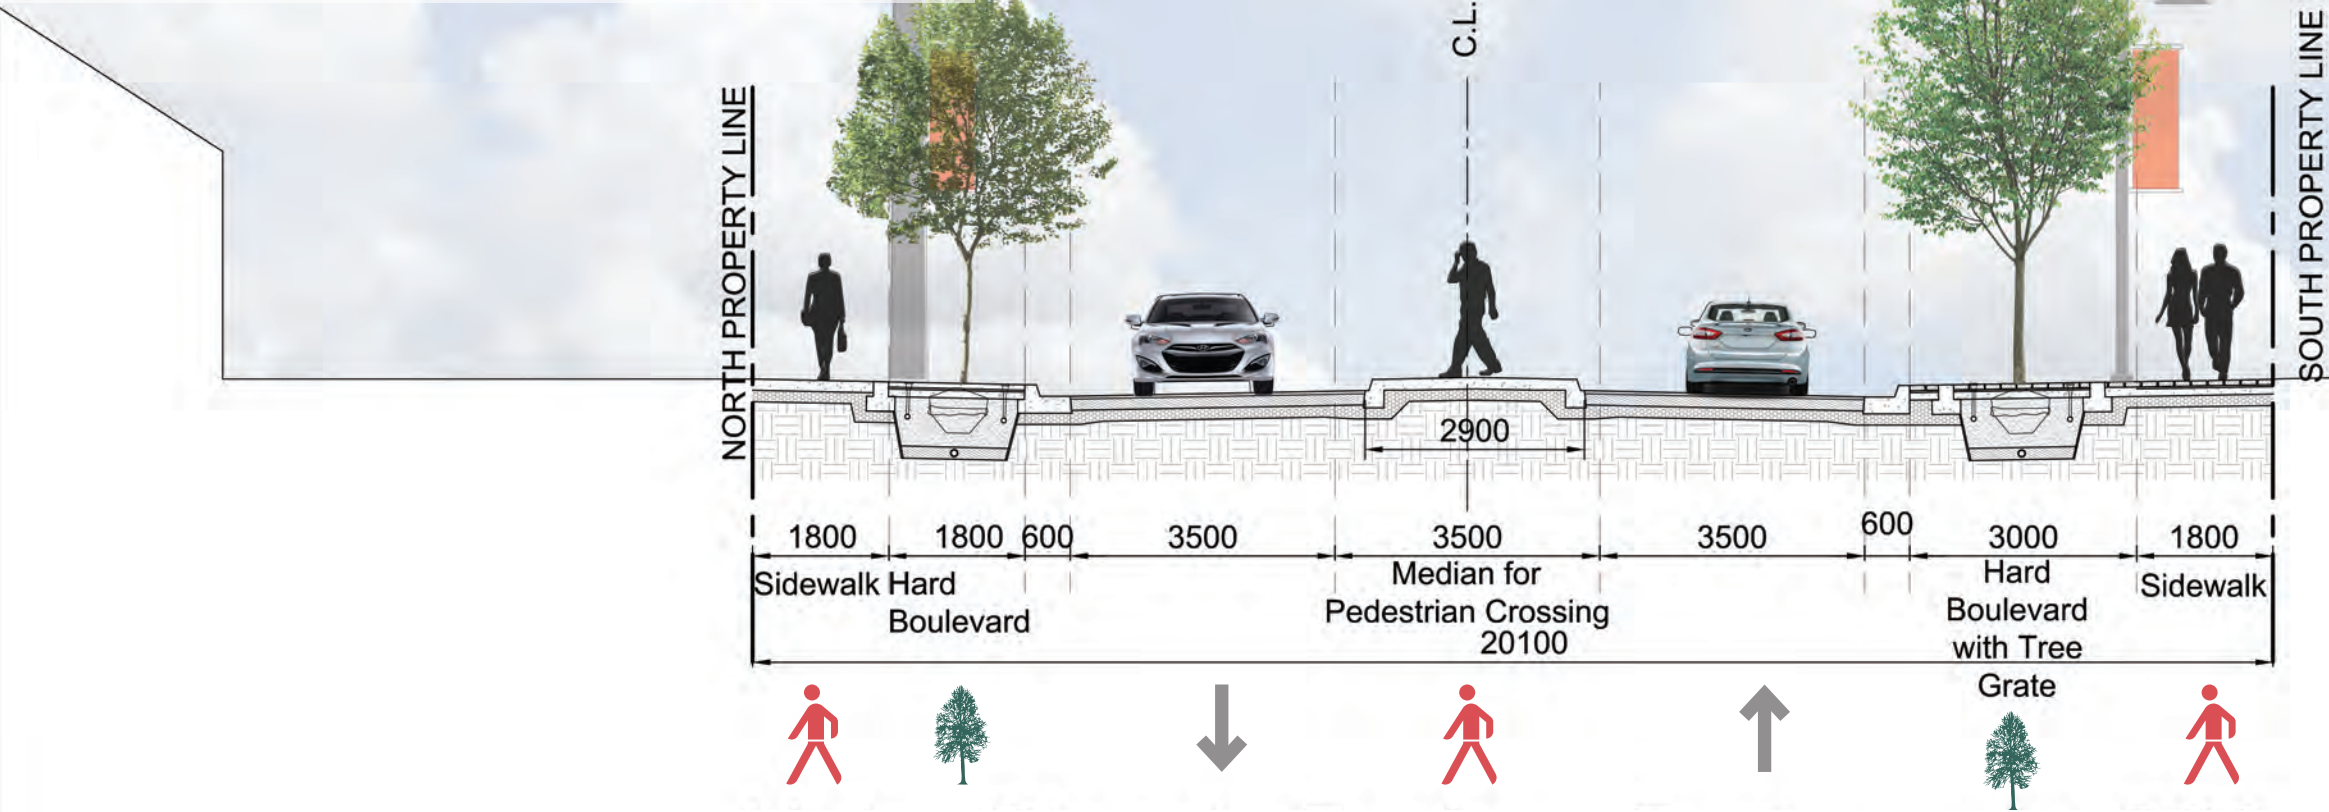 C.L.
NORTH PROPERTY LINE
SOUTH PROPERTY LINE
2900
1800
1800
600
3500
3500
3500
600
3000
1800
Sidewalk
Hard
Boulevard
Median for
Pedestrian Crossing
Hard
Boulevard
with Tree
Grate
Sidewalk
20100